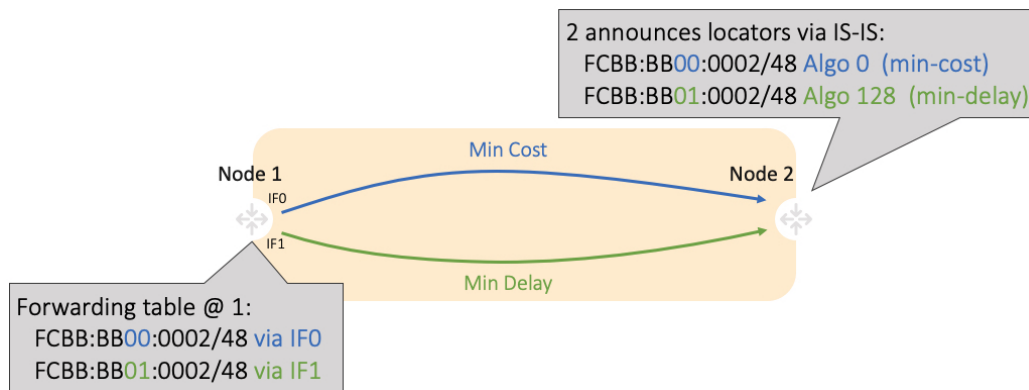 2 announces locators via IS-IS:
FCBB:BB00:0002/48 Algo 0 (min-cost)
FCBB:BB01:0002/48 Algo 128 (min-delay)
Min Cost
Node 1
Node 2
IF0
IF1
Min Delay
Forwarding table @ 1:
FCBB:BB00:0002/48 via IF0
FCBB:BB01:0002/48 via IF1